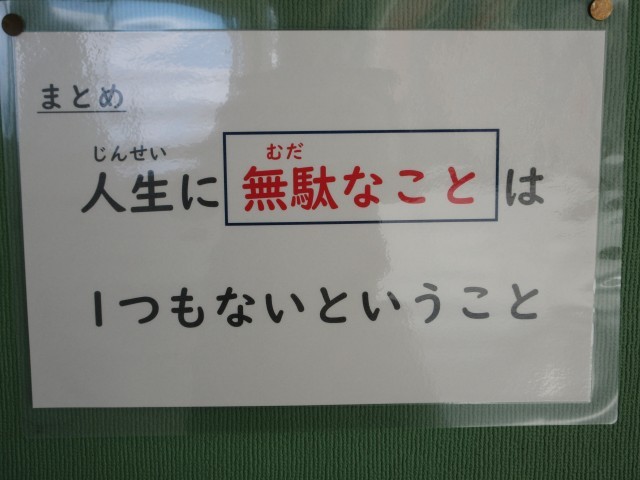 まとめ
じんせい むだ
人生に無駄なことは
1つもないということ